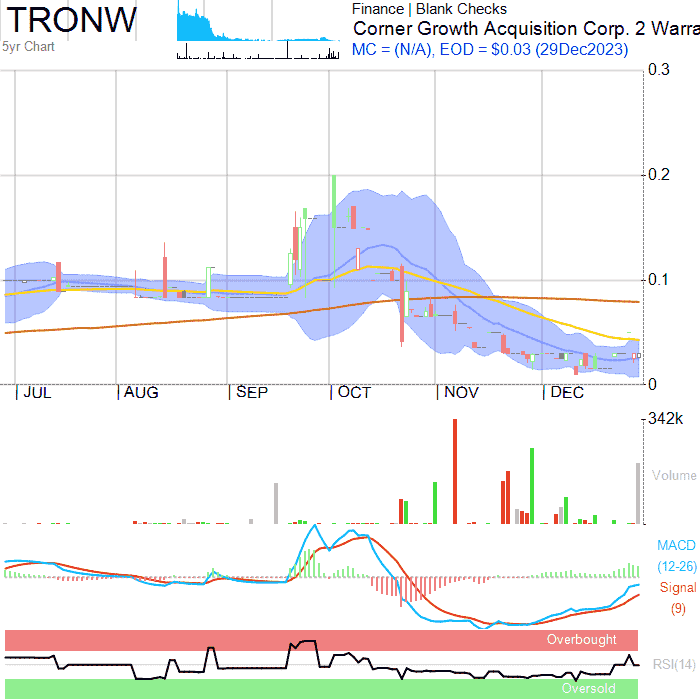 TRONW
5yr Chart
Finance | Blank Checks
Corner Growth Acquisition Corp. 2 Warra
MC = (N/A), EOD = $0.03 (29Dec2023)
0.3
0.2
0.1
0
JUL AUG SEP OCT NOV DEC
342k
Volume
MACD
(12-26)
Signal
(9)
Overbought
RSI(14)
Oversold